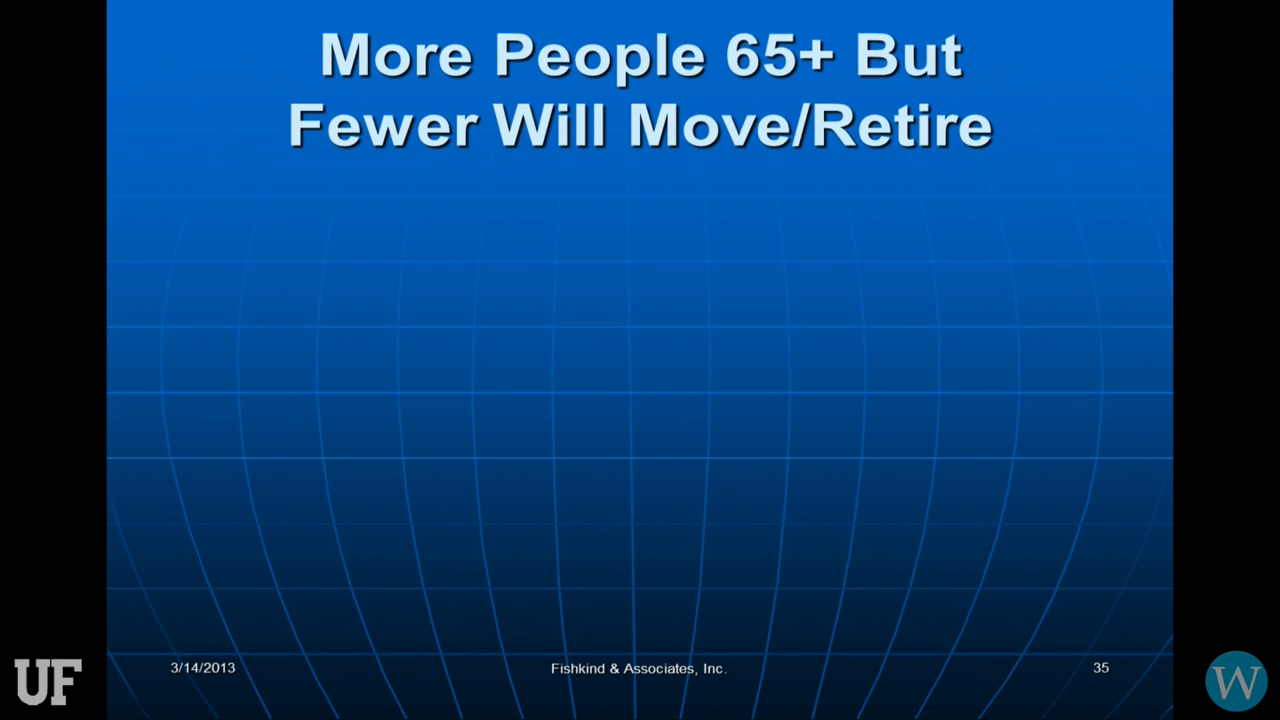 More People 65+ But
Fewer Will Move/Retire
3/14/2013
Fishkind & Associates, Inc.
35
UF
W